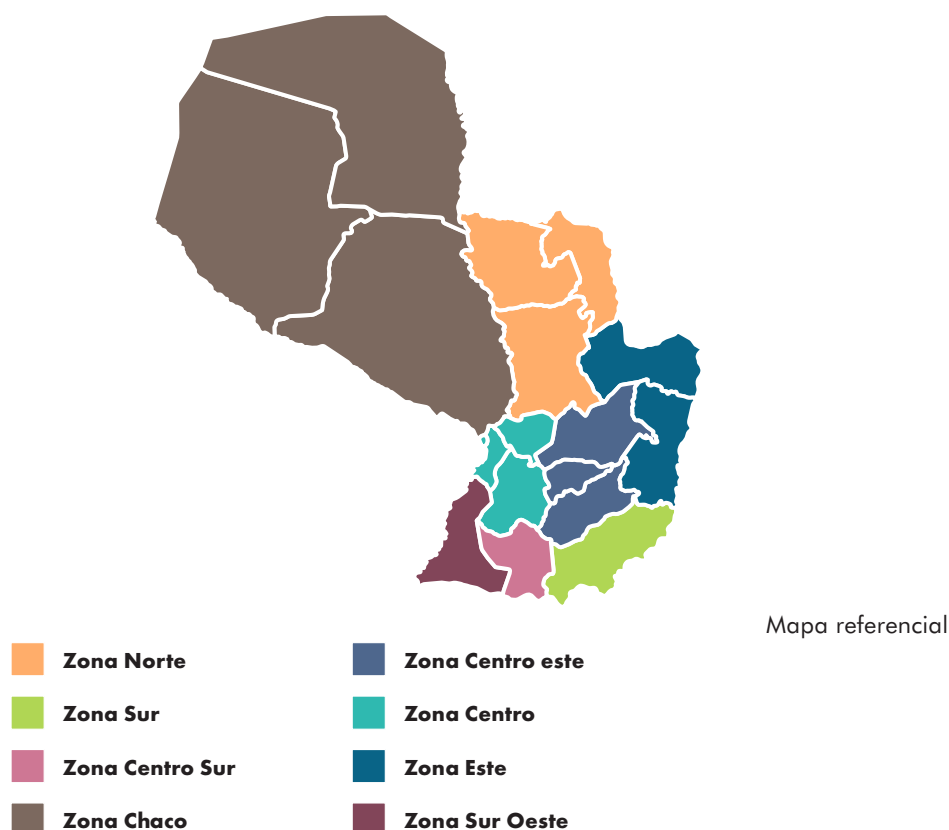 Mapa referencial
Zona Norte
Zona Centro este
Zona Sur
Zona Centro
Zona Centro Sur
Zona Este
Zona Chaco
Zona Sur Oeste